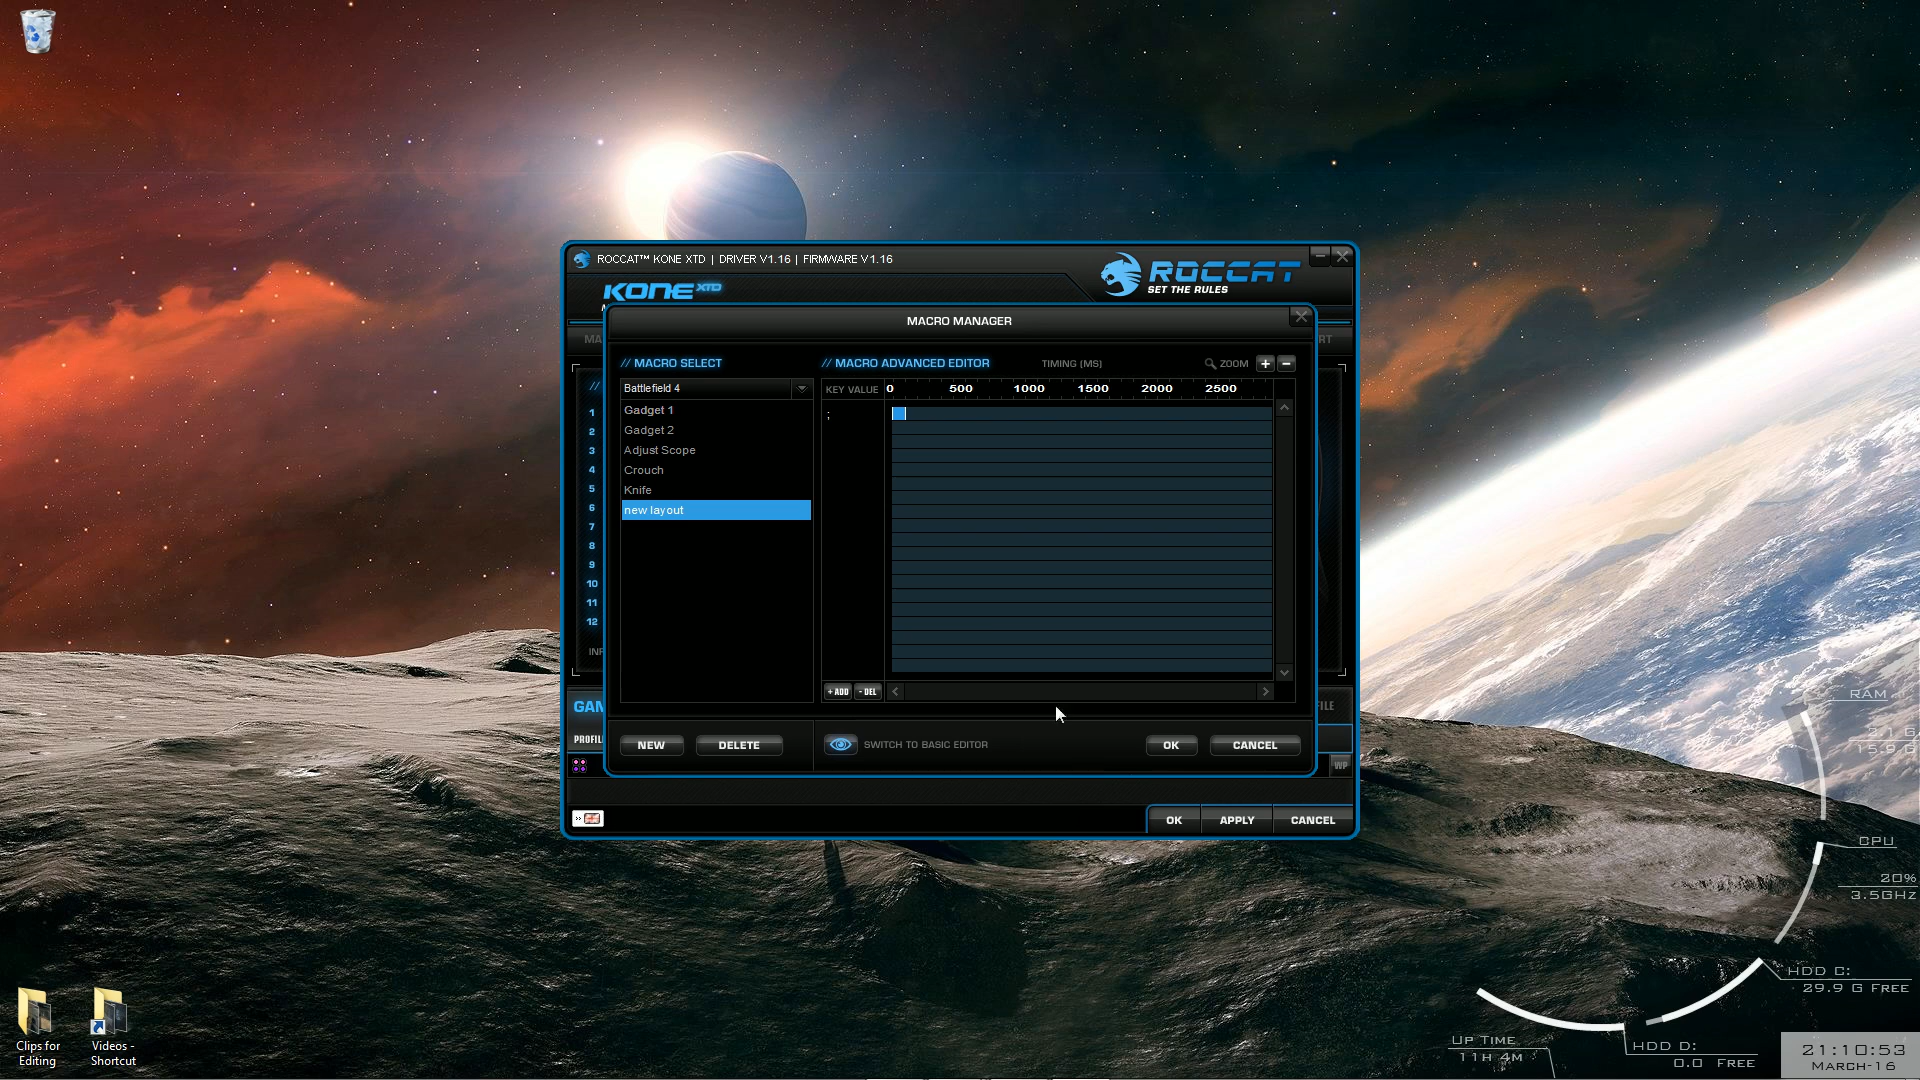 ROCCAT™ KONE XTD | DRIVER V1.16 | FIRMWARE V1.16
ROCCAT
SET THE RULES
KONE XTD
MACRO MANAGER
// MACRO SELECT
// MACRO ADVANCED EDITOR
TIMING (MS)
ZOOM
+
-
Battlefield 4
KEY VALUE
0 500 1000 1500 2000 2500
Gadget 1
;
Gadget 2
Adjust Scope
Crouch
Knife
new layout
//
1
2
3
4
5
6
7
8
9
10
11
12
+ ADD
- DEL
NEW
DELETE
SWITCH TO BASIC EDITOR
OK
CANCEL
WP
OK
APPLY
CANCEL
RAM
CPU
20%
3.5GHz
HDD C:
29.9 G FREE
UP TIME
11H 4M
HDD D:
0.0 FREE
21:10:53
MARCH-16
Clips for
Editing
Videos -
Shortcut